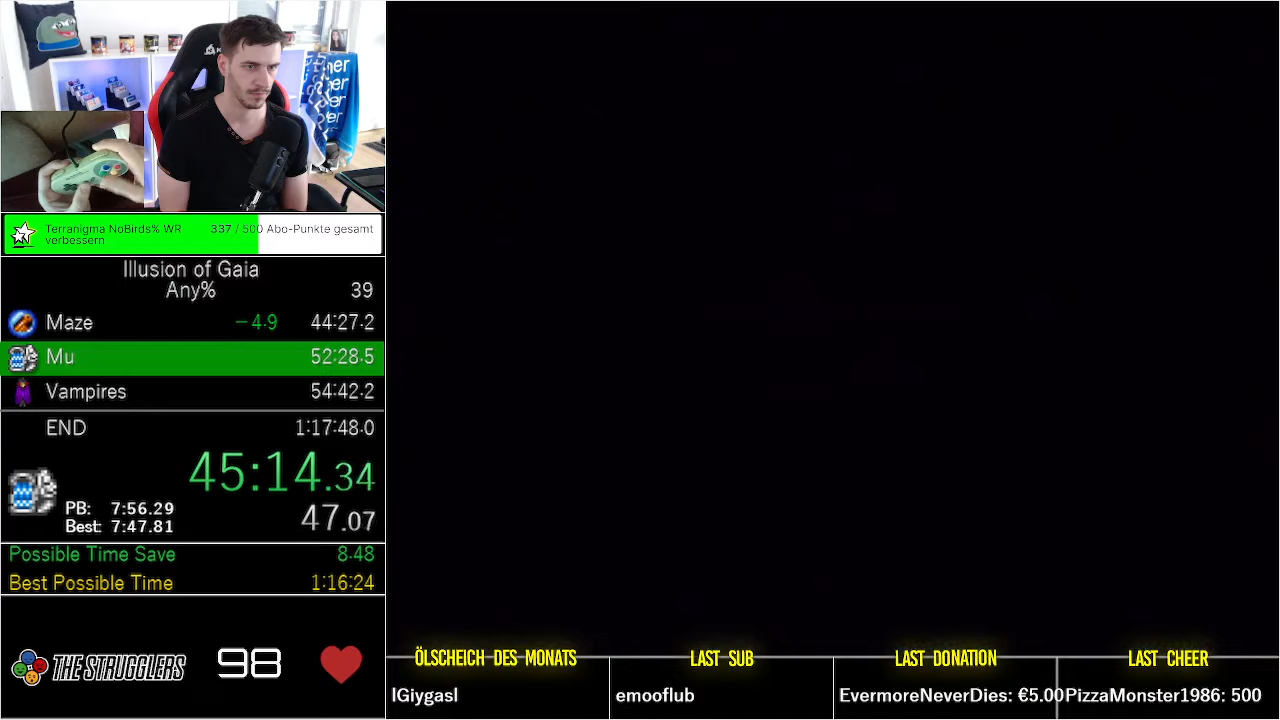 Terranigma NoBirds% WR verbessern
337 / 500 Abo-Punkte gesamt
Illusion of Gaia
Any%
39
Maze -4.9 44:27.2
Mu 52:28.5
Vampires 54:42.2
END 1:17:48.0
45:14.34
PB: 7:56.29
Best: 7:47.81
47.07
Possible Time Save 8.48
Best Possible Time 1:16:24
THE STRUGGLERS
98
ÖLSCHEICH DES MONATS
lGiygasl
LAST SUB
emooflub
LAST DONATION
EvermoreNeverDies: €5.00
LAST CHEER
PizzaMonster1986: 500